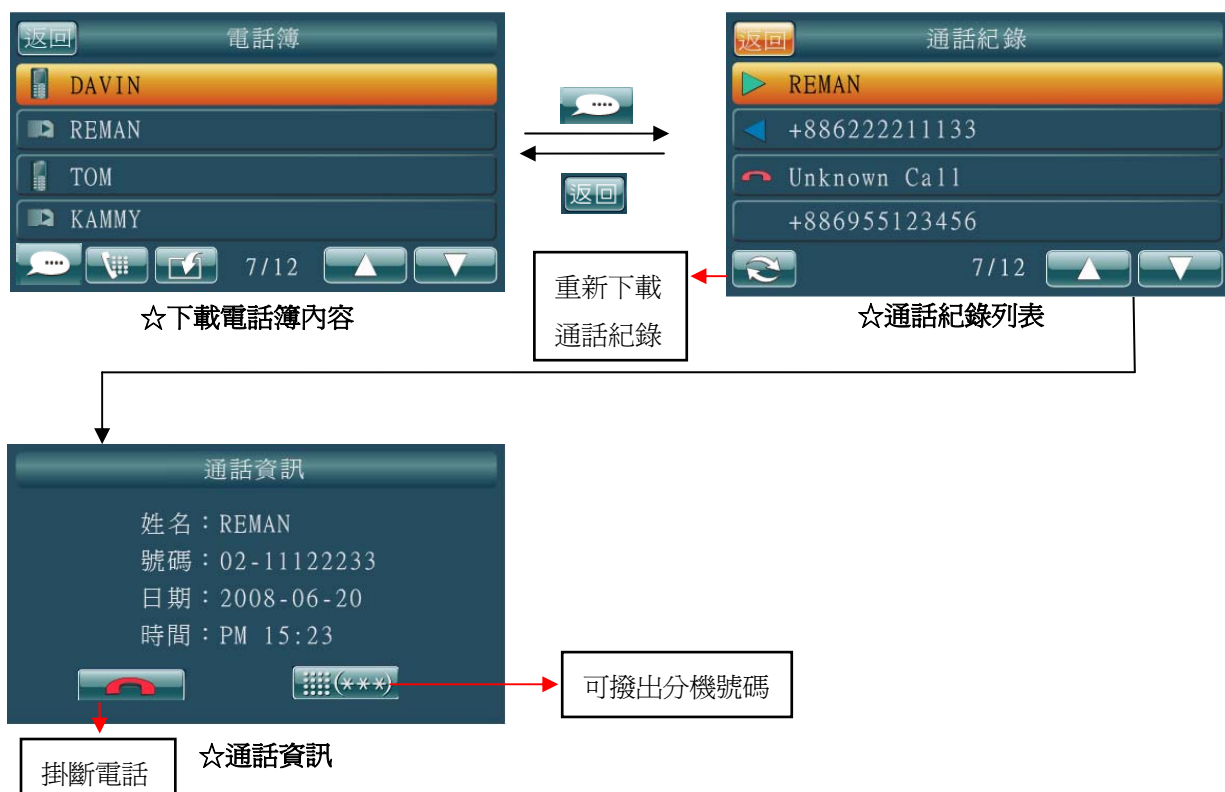 返回
電話簿
DAVIN
REMAN
TOM
KAMMY
7/12
☆下載電話簿內容
返回
返回
通話紀錄
REMAN
+886222211133
Unknown Call
+886955123456
7/12
重新下載
通話紀錄
☆通話紀錄列表
通話資訊
姓名：REMAN
號碼：02-11122233
日期：2008-06-20
時間：PM 15:23
(***)
可撥出分機號碼
掛斷電話
☆通話資訊